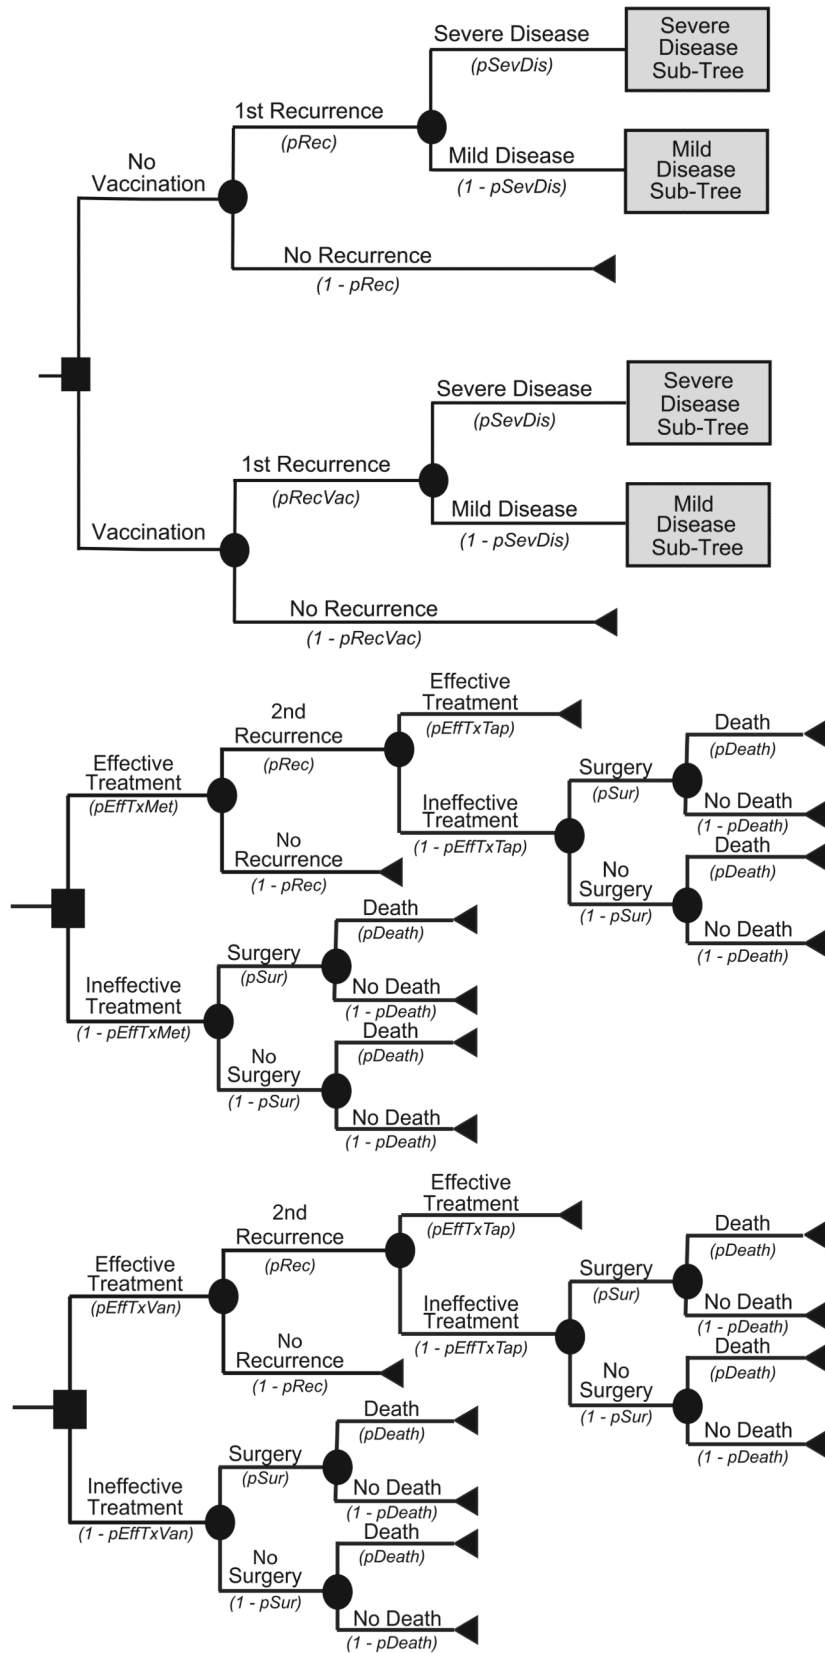 Severe Disease
(pSevDis)
Severe
Disease
Sub-Tree
1st Recurrence
(pRec)
Mild Disease
(1 - pSevDis)
Mild
Disease
Sub-Tree
No
Vaccination
No Recurrence
(1 - pRec)
Severe Disease
(pSevDis)
Severe
Disease
Sub-Tree
1st Recurrence
(pRecVac)
Mild Disease
(1 - pSevDis)
Mild
Disease
Sub-Tree
Vaccination
No Recurrence
(1 - pRecVac)
Effective
Treatment
(pEffTxTap)
2nd
Recurrence
(pRec)
Death
(pDeath)
Effective
Treatment
(pEffTxMet)
Surgery
(pSur)
No Death
(1 - pDeath)
Ineffective
Treatment
(1 - pEffTxTap)
No
Recurrence
(1 - pRec)
Death
(pDeath)
No
Surgery
(1 - pSur)
No Death
(1 - pDeath)
Death
(pDeath)
Surgery
(pSur)
Ineffective
Treatment
(1 - pEffTxMet)
No Death
(1 - pDeath)
Death
(pDeath)
No
Surgery
(1 - pSur)
No Death
(1 - pDeath)
Effective
Treatment
(pEffTxTap)
2nd
Recurrence
(pRec)
Death
(pDeath)
Effective
Treatment
(pEffTxVan)
Surgery
(pSur)
No Death
(1 - pDeath)
Ineffective
Treatment
(1 - pEffTxTap)
No
Recurrence
(1 - pRec)
Death
(pDeath)
No
Surgery
(1 - pSur)
No Death
(1 - pDeath)
Death
(pDeath)
Surgery
(pSur)
Ineffective
Treatment
(1 - pEffTxVan)
No Death
(1 - pDeath)
Death
(pDeath)
No
Surgery
(1 - pSur)
No Death
(1 - pDeath)